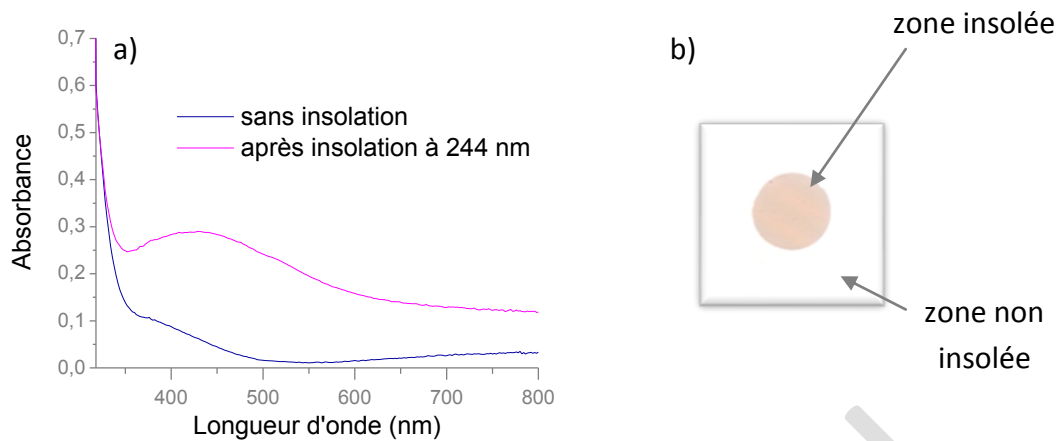 a)
0,7
0,6
0,5
0,4
0,3
0,2
0,1
0,0
Absorbance
sans insolation
après insolation à 244 nm
400
500
600
700
800
Longueur d'onde (nm)
b)
zone insolée
zone non
insolée